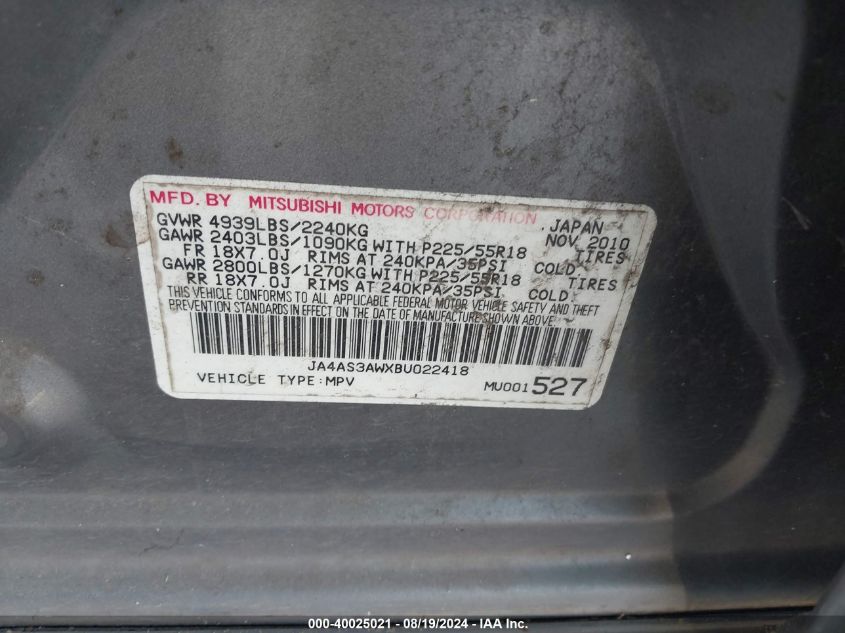 MFD. BY MITSUBISHI MOTORS CORPORATION
GVWR 4939LBS/2240KG JAPAN
GAWR 2403LBS/1090KG WITH P225/55R18 NOV 2010
FR 18X7.0J RIMS AT 240KPA/35PSI COLD TIRES
GAWR 2800LBS/1270KG WITH P225/55R18
RR 18X7.0J RIMS AT 240KPA/35PSI COLD TIRES
THIS VEHICLE CONFORMS TO ALL APPLICABLE FEDERAL MOTOR VEHICLE SAFETY AND THEFT
PREVENTION STANDARDS IN EFFECT ON THE DATE OF MANUFACTURE SHOWN ABOVE.
JA4AS3AWXBU022418
VEHICLE TYPE:MPV MU001 527
000-40025021 - 08/19/2024 - IAA Inc.